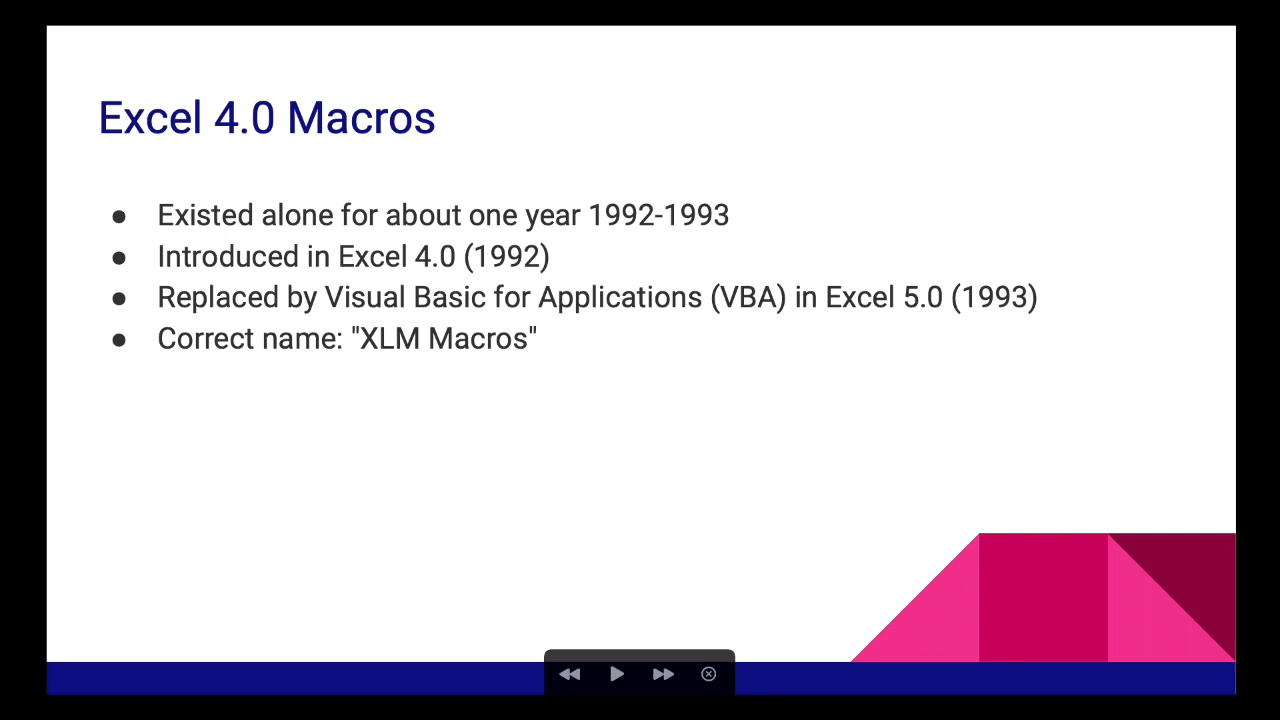 Excel 4.0 Macros
● Existed alone for about one year 1992-1993
● Introduced in Excel 4.0 (1992)
● Replaced by Visual Basic for Applications (VBA) in Excel 5.0 (1993)
● Correct name: "XLM Macros"